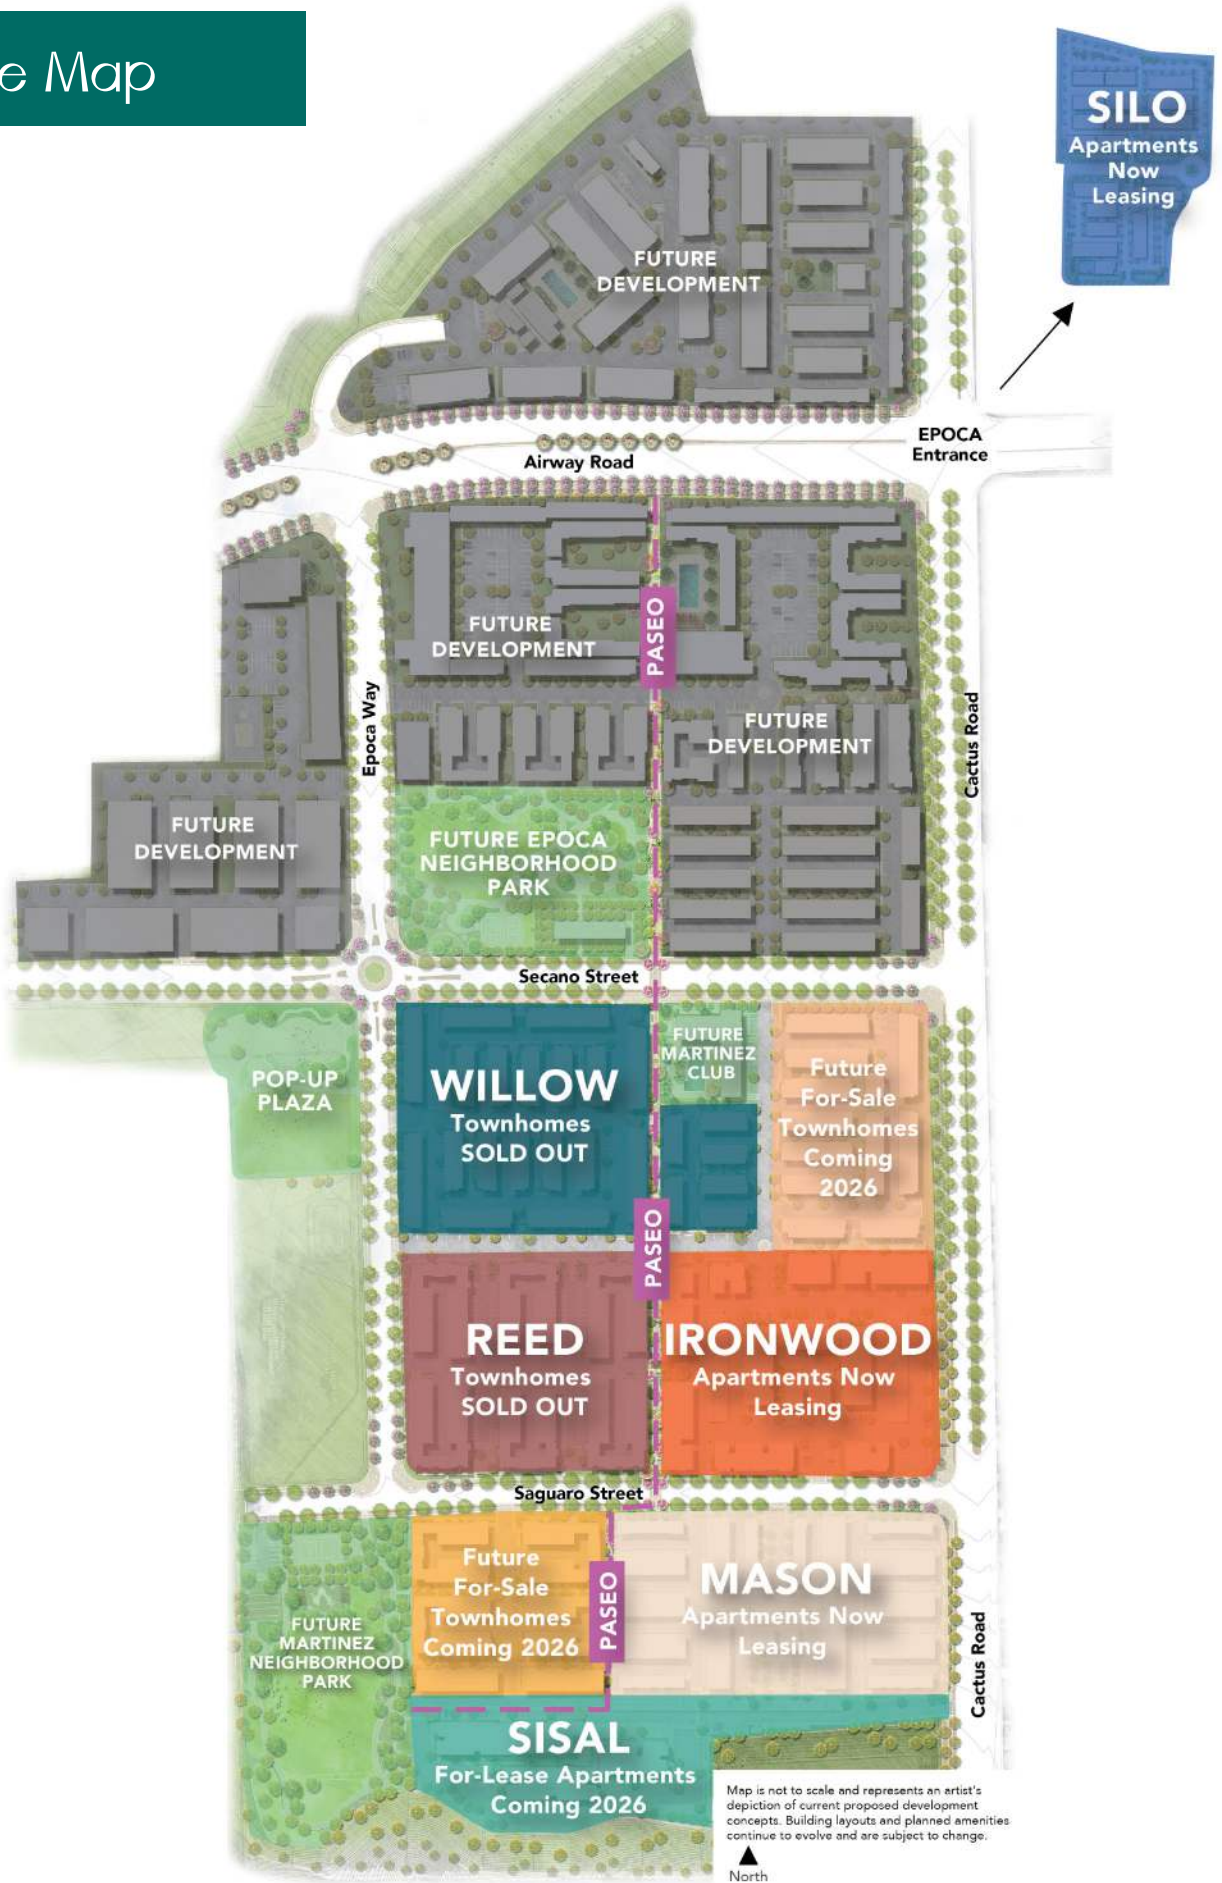 e Map
SILO
Apartments
Now
Leasing
FUTURE
DEVELOPMENT
EPOCA
Entrance
Airway Road
FUTURE
DEVELOPMENT
PASEO
Epoca Way
FUTURE
DEVELOPMENT
Cactus Road
FUTURE
DEVELOPMENT
FUTURE EPOCA
NEIGHBORHOOD
PARK
Secano Street
POP-UP
PLAZA
WILLOW
Townhomes
SOLD OUT
FUTURE
MARTINEZ
CLUB
Future
For-Sale
Townhomes
Coming
2026
PASEO
REED
Townhomes
SOLD OUT
IRONWOOD
Apartments Now
Leasing
Saguaro Street
FUTURE
MARTINEZ
NEIGHBORHOOD
PARK
Future
For-Sale
Townhomes
Coming 2026
PASEO
MASON
Apartments Now
Leasing
Cactus Road
SISAL
For-Lease Apartments
Coming 2026
Map is not to scale and represents an artist's
depiction of current proposed development
concepts. Building layouts and planned amenities
continue to evolve and are subject to change.
North